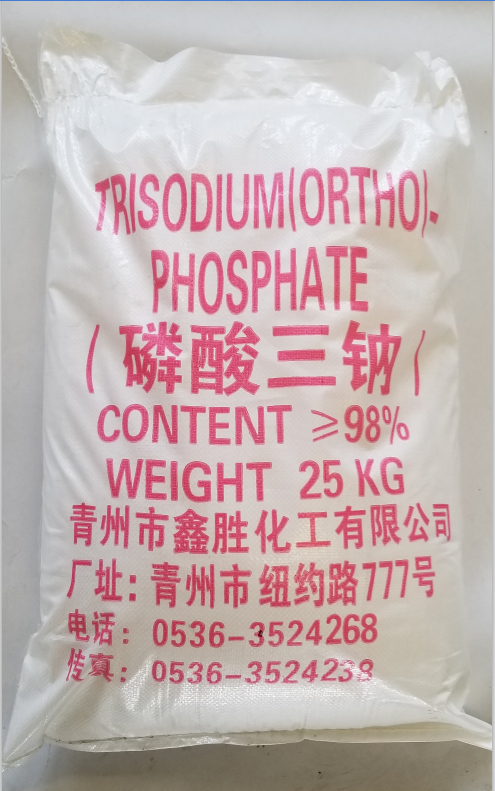 TRISODIUM(ORTHO)-
PHOSPHATE
(磷酸三钠(
CONTENT ≥98%
WEIGHT 25 KG
青州市鑫胜化工有限公司
厂址:青州市纽约路777号
电话:0536-3524268
传真:0536-3524238